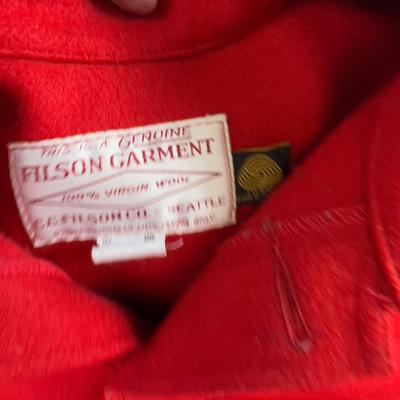 THIS IS A GENUINE
FILSON GARMENT
100% VIRGIN WOOL
C.C. FILSON CO. SEATTLE